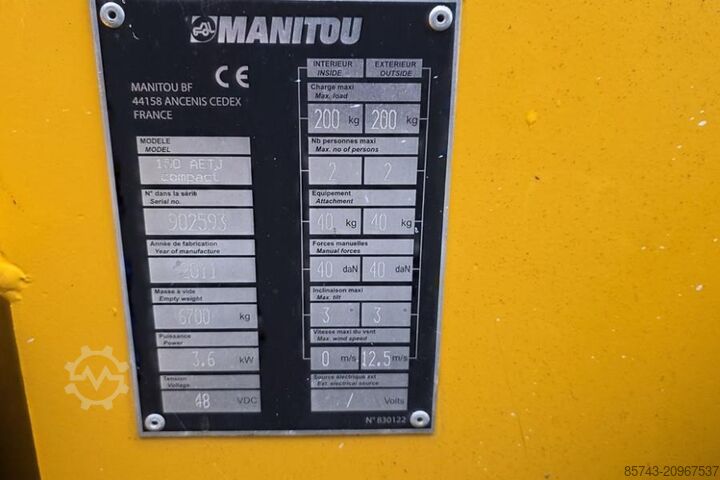 MANITOU
MANITOU BF
44158 ANCENIS CEDEX
FRANCE
CE
MODELE
MODEL
150 AETJ
compact
N° dans la série
Serial no.
902593
Année de fabrication
Year of manufacture
2011
Masse à vide
Empty weight
6700 kg
Puissance
Power
3.6 kW
Tension
Voltage
48 VDC
INTERIEUR EXTERIEUR
INSIDE OUTSIDE
Charge maxi
Max. load
200 kg 200 kg
Nb personnes maxi
Max. no of persons
2 2
Equipement
Attachment
40 kg 40 kg
Forces manuelles
Manual forces
40 daN 40 daN
Inclinaison maxi
Max. tilt
3 ° 3 °
Vitesse maxi du vent
Max. wind speed
0 m/s 12.5 m/s
Source électrique ext
Ext. electrical source
/ Volts
N° 830122
85743-20967537